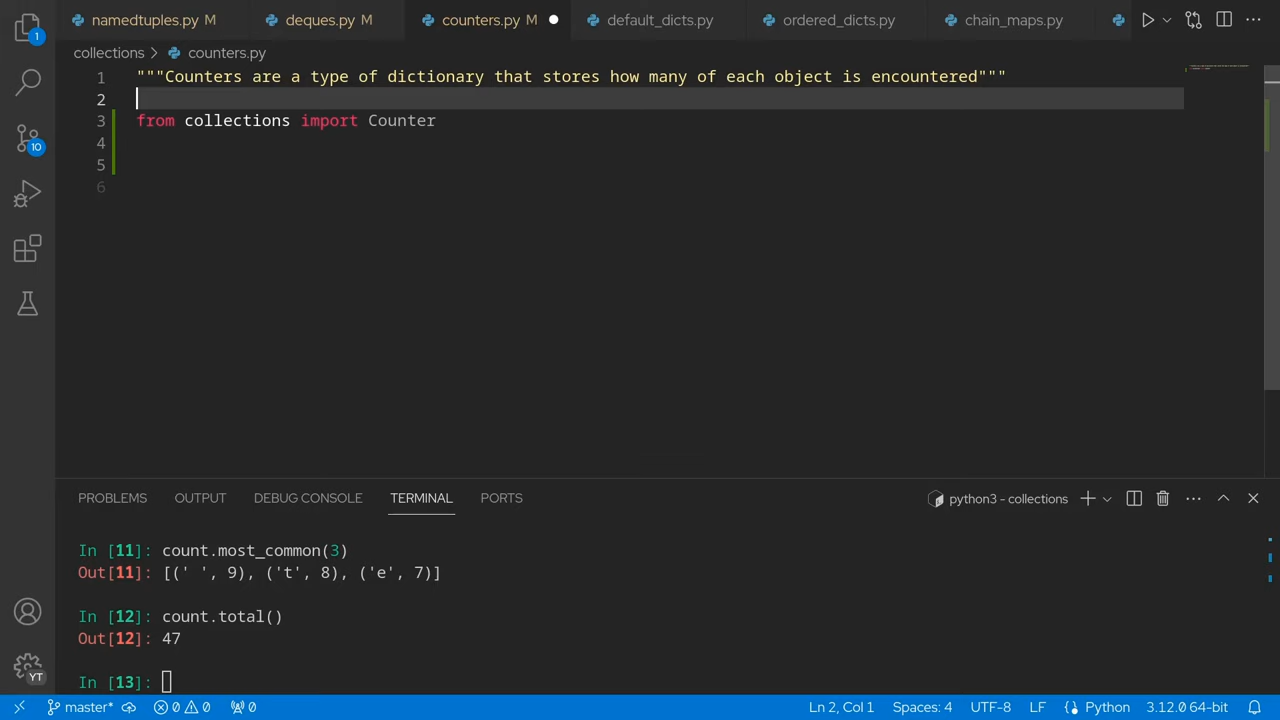 namedtuples.py M deques.py M counters.py M default_dicts.py ordered_dicts.py chain_maps.py
1
collections counters.py
1 """Counters are a type of dictionary that stores how many of each object is encountered"""
2
3 from collections import Counter
4
5
6
10
PROBLEMS OUTPUT DEBUG CONSOLE TERMINAL PORTS python3 - collections
In [11]: count.most_common(3)
Out[11]: [(' ', 9), ('t', 8), ('e', 7)]
In [12]: count.total()
Out[12]: 47
In [13]:
YT
master* 0 0 0 Ln 2, Col 1 Spaces: 4 UTF-8 LF Python 3.12.0 64-bit